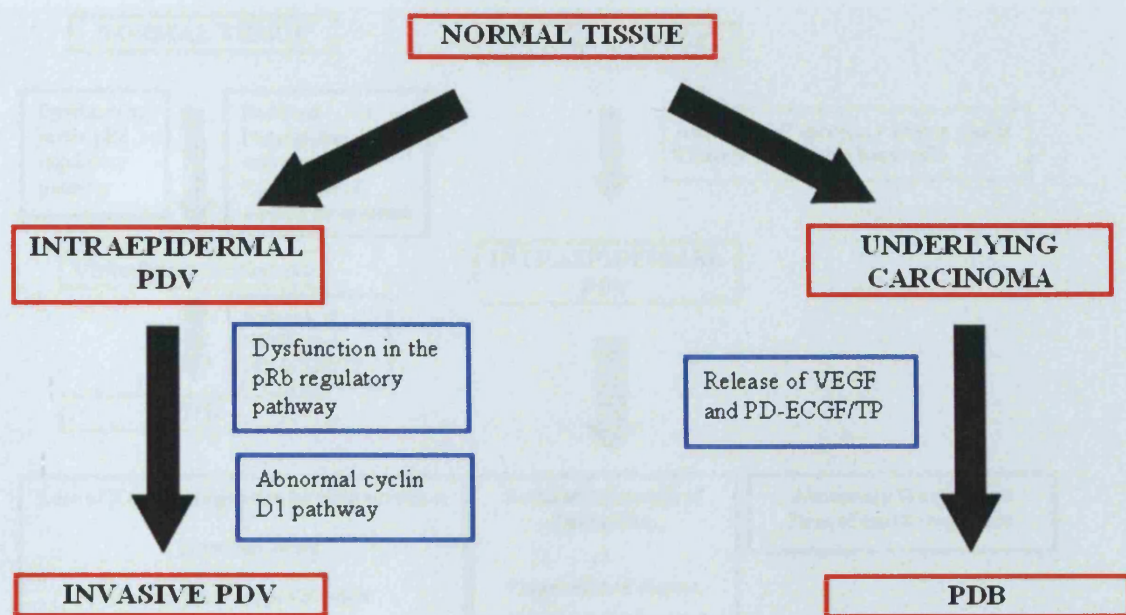 NORMAL TISSUE
INTRAEPIDERMAL
PDV
UNDERLYING
CARCINOMA
Dysfunction in the
pRb regulatory
pathway
Release of VEGF
and PD-ECGF/TP
Abnormal cyclin
D1 pathway
INVASIVE PDV
PDB